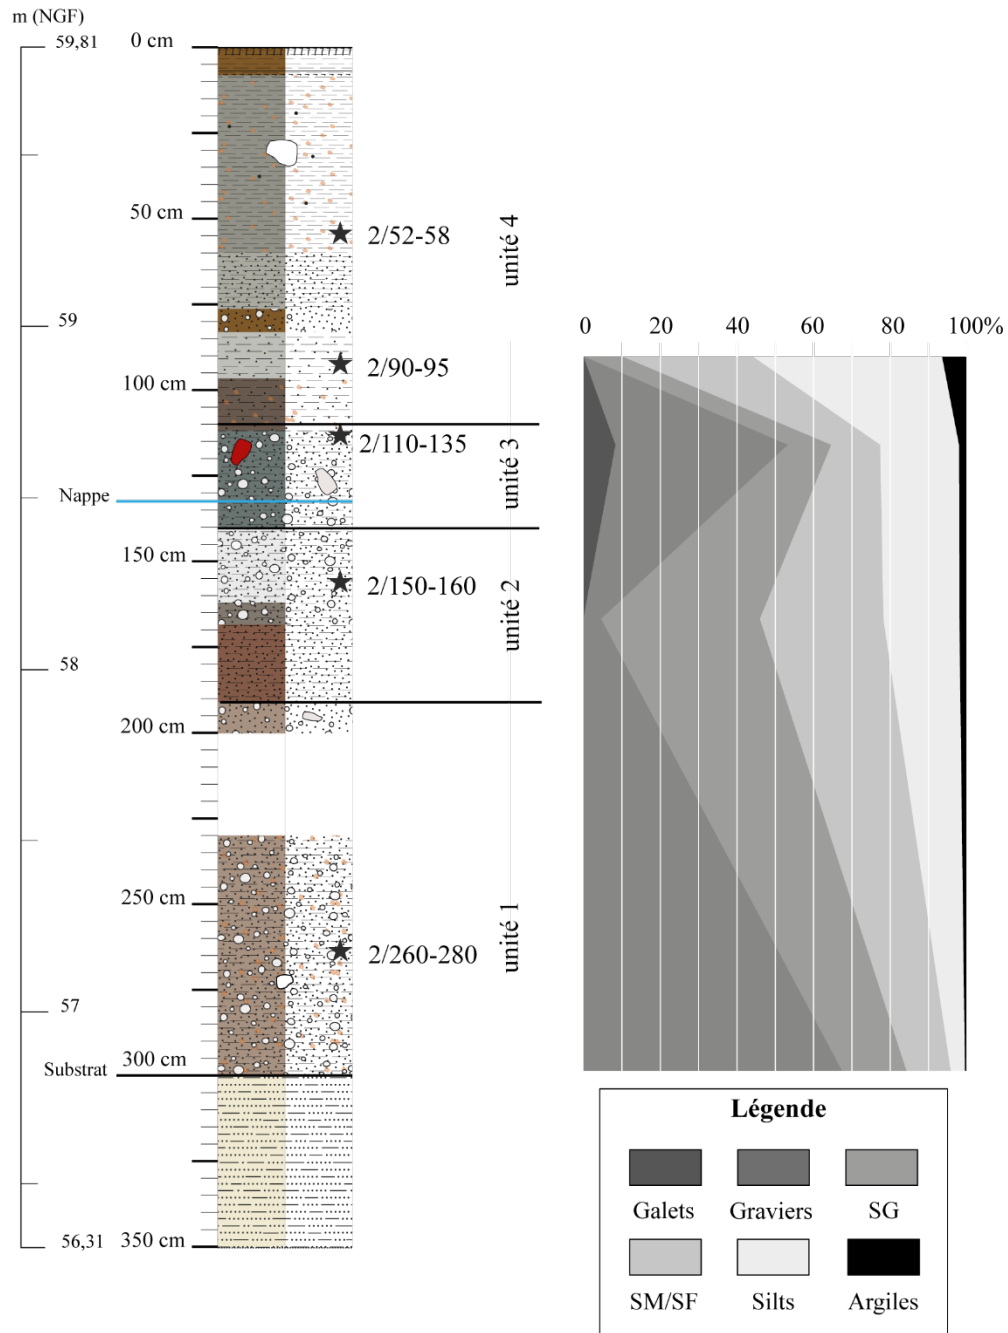 m (NGF)
59,81
0 cm
50 cm
2/52-58
unité 4
59
0 20 40 60 80 100%
2/90-95
100 cm
2/110-135
unité 3
Nappe
150 cm
2/150-160
unité 2
58
200 cm
250 cm
unité 1
2/260-280
57
300 cm
Substrat
56,31
350 cm
Légende
Galets Graviers SG
SM/SF Silts Argiles